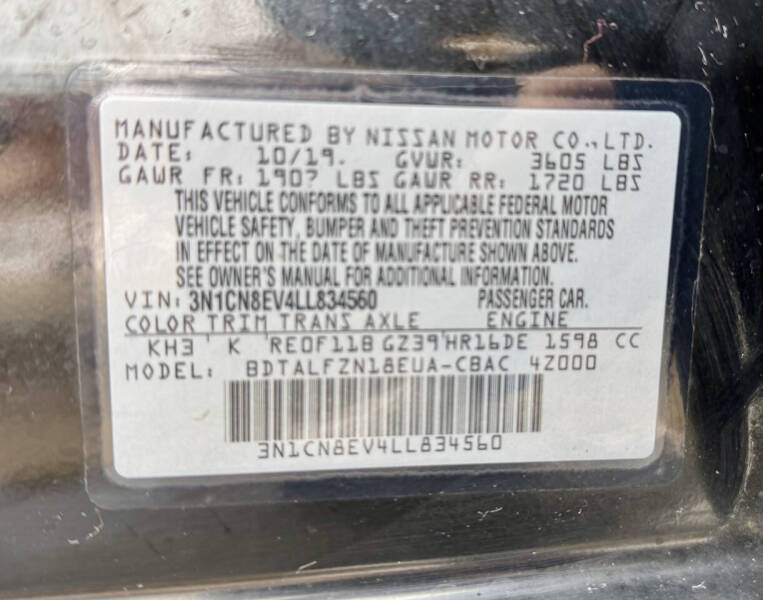 MANUFACTURED BY NISSAN MOTOR CO., LTD.
DATE: 10/19. GVWR: 3605 LBS
GAWR FR: 1907 LBS GAWR RR: 1720 LBS
THIS VEHICLE CONFORMS TO ALL APPLICABLE FEDERAL MOTOR
VEHICLE SAFETY, BUMPER AND THEFT PREVENTION STANDARDS
IN EFFECT ON THE DATE OF MANUFACTURE SHOWN ABOVE.
SEE OWNER'S MANUAL FOR ADDITIONAL INFORMATION.
VIN: 3N1CN8EV4LL834560 PASSENGER CAR.
COLOR TRIM TRANS AXLE ENGINE
KH3 ' K ' RE0F11B GZ39'HR16DE 1598 CC
MODEL: BDTALFZN18EUA-CBAC 4Z000
3N1CN8EV4LL834560